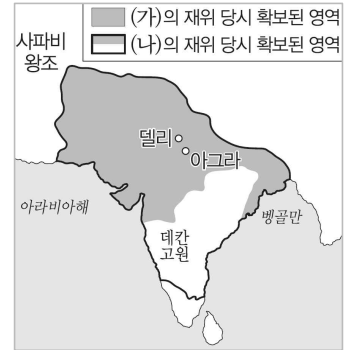 (가)의 재위 당시 확보된 영역
(나)의 재위 당시 확보된 영역
사파비
왕조
델리
아그라
아라비아해
벵골만
데칸
고원